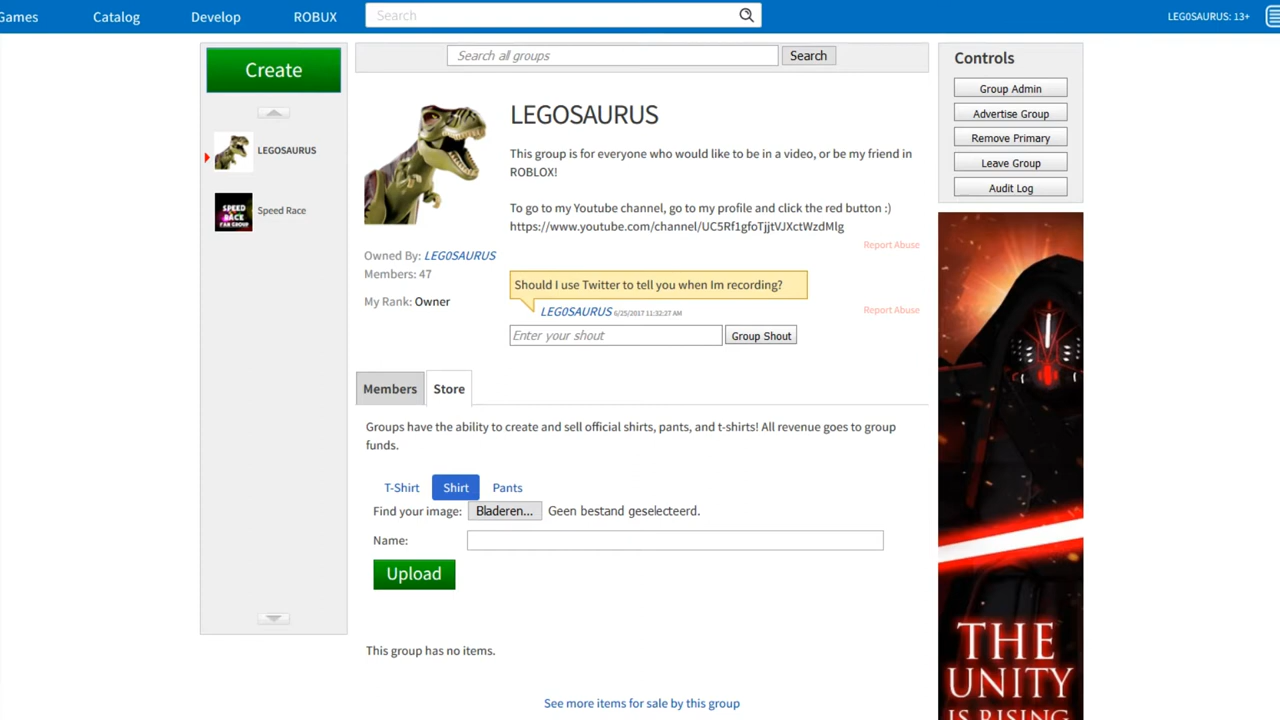 Games
Catalog
Develop
ROBUX
Search
LEG0SAURUS: 13+
Create
LEGOSAURUS
SPEED
RACE
FAN GROUP
Speed Race
Search all groups
Search
LEGOSAURUS
This group is for everyone who would like to be in a video, or be my friend in
ROBLOX!
To go to my Youtube channel, go to my profile and click the red button :)
https://www.youtube.com/channel/UC5Rf1gfoTjjtVJXctWzdMlg
Report Abuse
Owned By: LEG0SAURUS
Members: 47
My Rank: Owner
Should I use Twitter to tell you when Im recording?
LEG0SAURUS 6/25/2017 11:32:27 AM
Report Abuse
Enter your shout
Group Shout
Members
Store
Groups have the ability to create and sell official shirts, pants, and t-shirts! All revenue goes to group
funds.
T-Shirt
Shirt
Pants
Find your image: Bladeren... Geen bestand geselecteerd.
Name:
Upload
This group has no items.
See more items for sale by this group
Controls
Group Admin
Advertise Group
Remove Primary
Leave Group
Audit Log
THE
UNITY
IS RISING